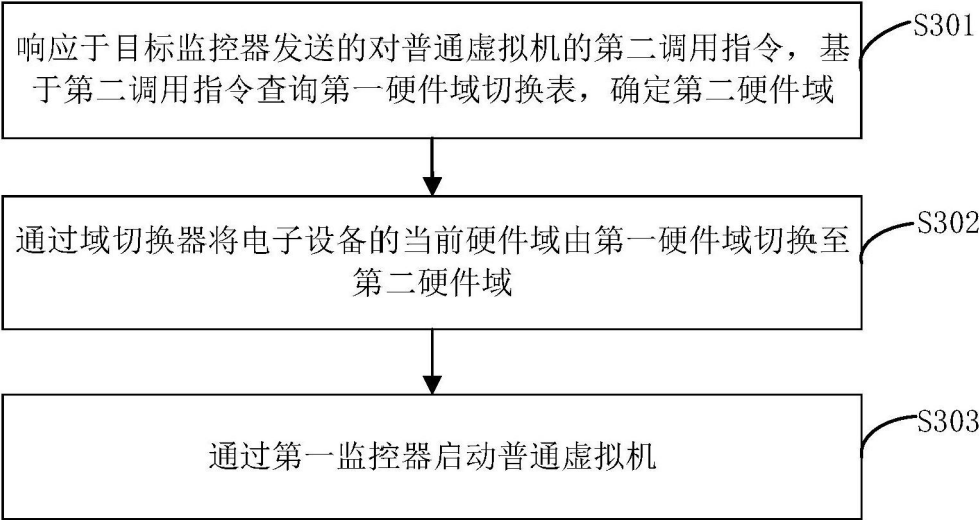 响应于目标监控器发送的对普通虚拟机的第二调用指令，基
于第二调用指令查询第一硬件域切换表，确定第二硬件域
S301
通过域切换器将电子设备的当前硬件域由第一硬件域切换至
第二硬件域
S302
通过第一监控器启动普通虚拟机
S303